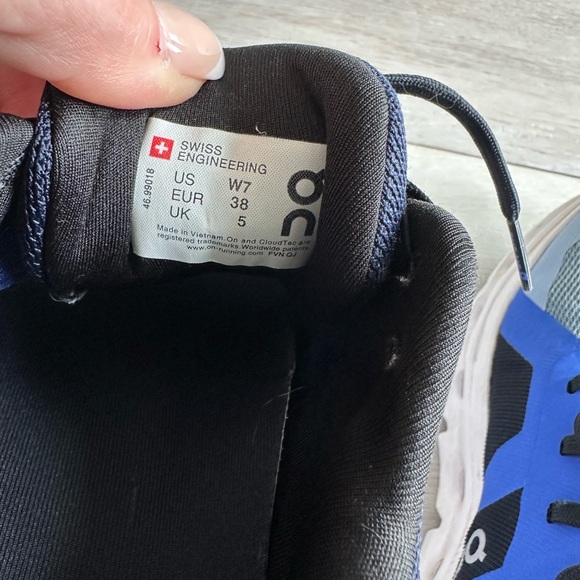 SWISS
ENGINEERING
US W7
EUR 38
UK 5
on
Made in Vietnam. On and CloudTec are
registered trademarks. Worldwide patents.
www.on-running.com FVN QJ
46.99018